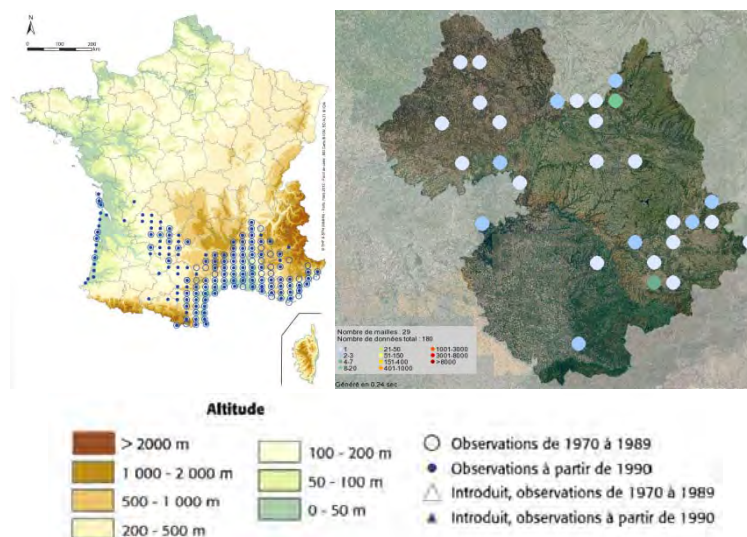 N
0 100 200
Nombre de mailles : 29
Nombre de données total : 180
1 21-50 1001-3000
2-3 51-150 3001-8000
4-7 151-400 >8000
8-20 401-1000
Généré en 0.24 sec
Altitude
> 2000 m
1 000 - 2 000 m
500 - 1 000 m
200 - 500 m
100 - 200 m
50 - 100 m
0 - 50 m
Observations de 1970 à 1989
Observations à partir de 1990
Introduit, observations de 1970 à 1989
Introduit, observations à partir de 1990